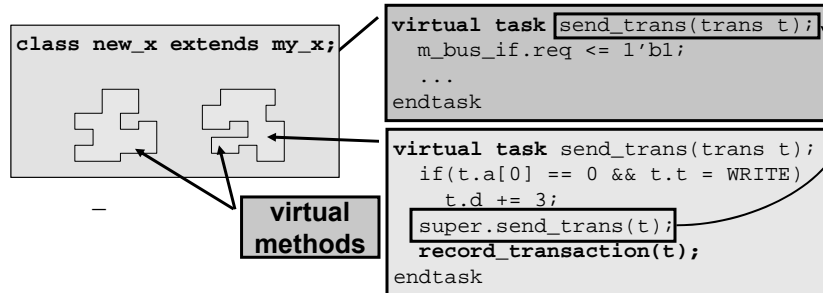 class new_x extends my_x;
virtual task send_trans(trans t);
m_bus_if.req <= 1’b1;
...
endtask
virtual task send_trans(trans t);
if(t.a[0] == 0 && t.t = WRITE)
t.d += 3;
super.send_trans(t);
record_transaction(t);
endtask
–
virtual
methods